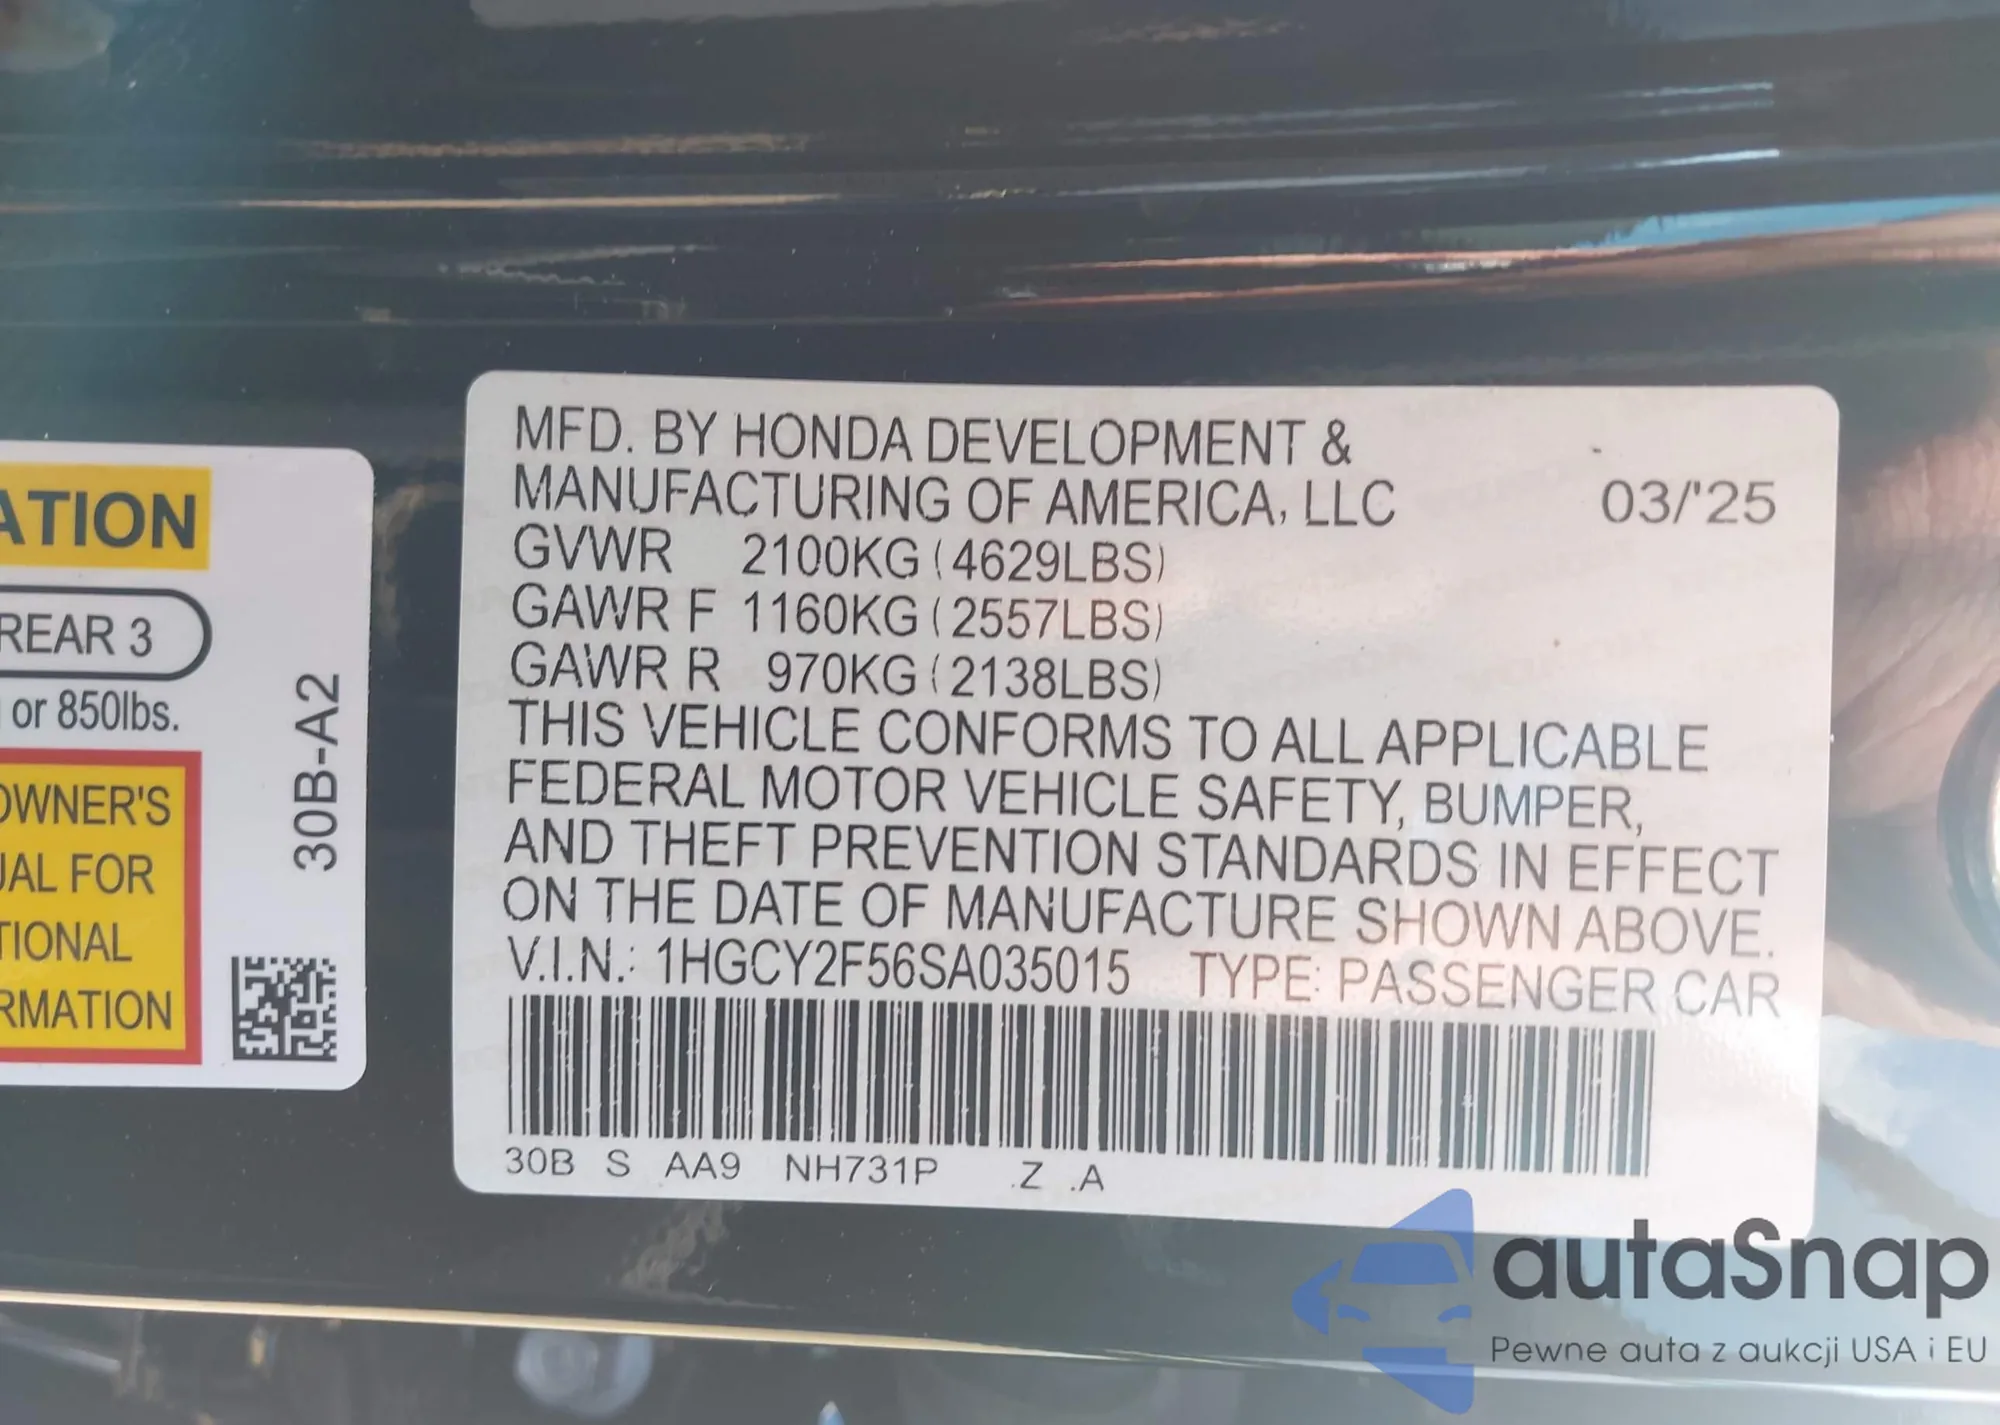 ATION
REAR 3
or 850lbs.
OWNER'S
UAL FOR
TIONAL
RMATION
30B-A2
MFD. BY HONDA DEVELOPMENT &
MANUFACTURING OF AMERICA, LLC 03/'25
GVWR 2100KG (4629LBS)
GAWR F 1160KG (2557LBS)
GAWR R 970KG (2138LBS)
THIS VEHICLE CONFORMS TO ALL APPLICABLE
FEDERAL MOTOR VEHICLE SAFETY, BUMPER,
AND THEFT PREVENTION STANDARDS IN EFFECT
ON THE DATE OF MANUFACTURE SHOWN ABOVE.
V.I.N.: 1HGCY2F56SA035015 TYPE: PASSENGER CAR
30B S AA9 NH731P .Z .A
autaSnap
Pewne auta z aukcji USA i EU